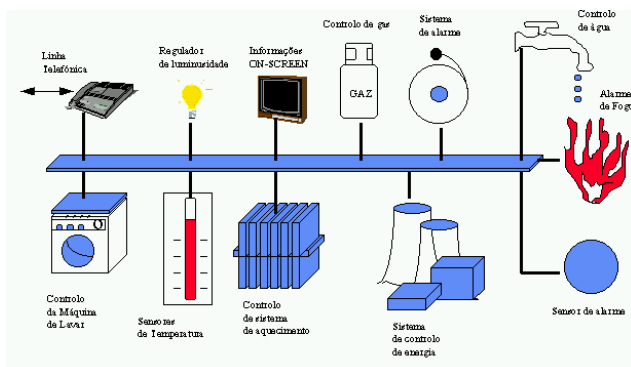 Linha
Telefónica
Regulador
de luminusidade
Informações
ON-SCREEN
Controlo de gas
GAZ
Sistema
de alarme
Controlo
de àgua
Alarme
de Fogo
Controlo
da Máquina
de Lavar
Sensores
de Temperatura
Controlo
de sistema
de aquecimento
Sistema
de controlo
de energia
Sensor de alarme